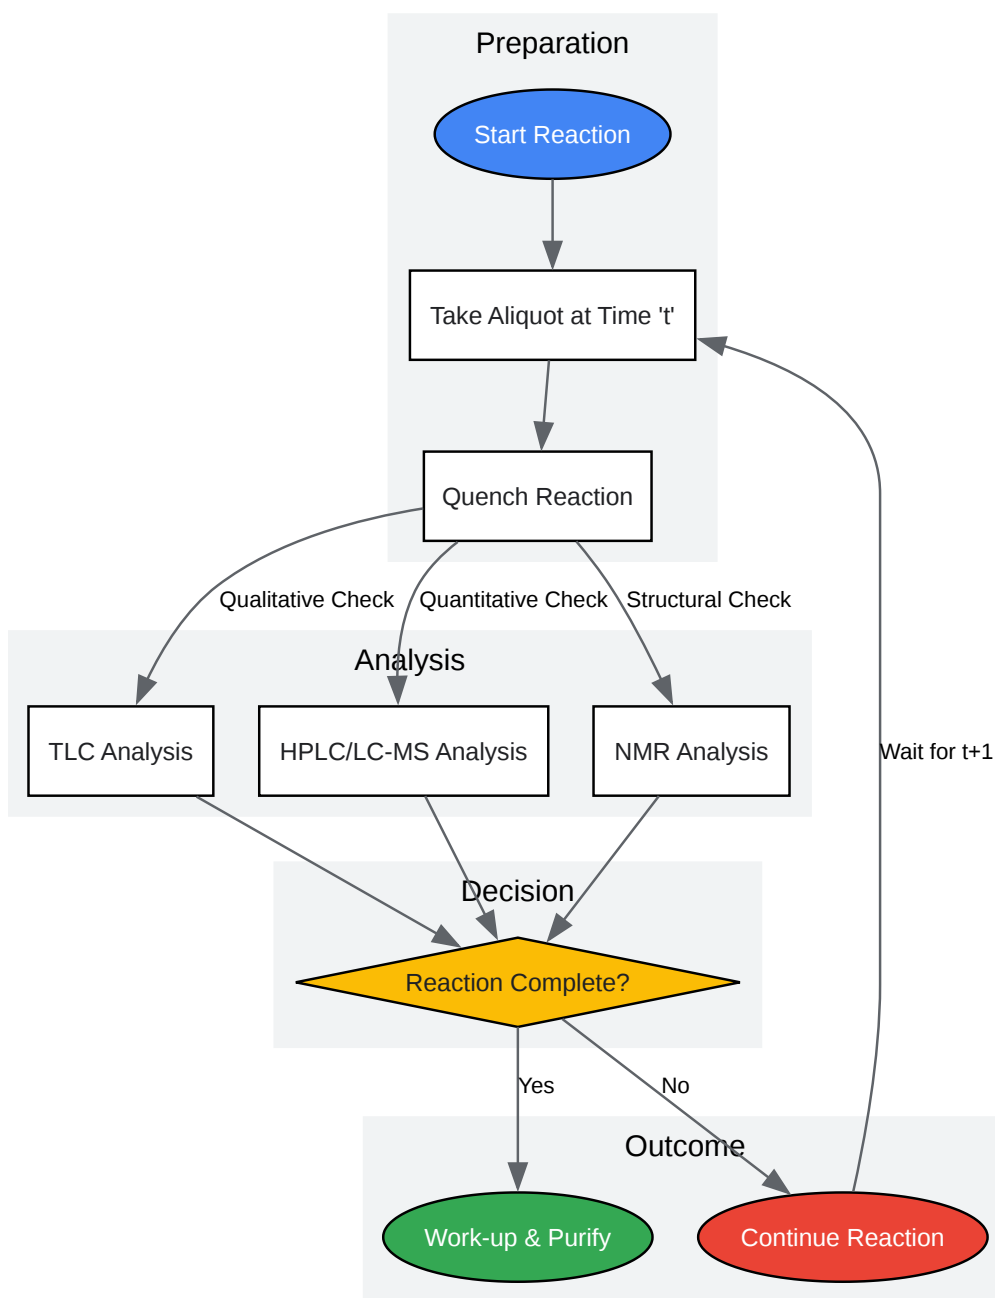 Preparation
Start Reaction
Take Aliquot at Time 't'
Quench Reaction
Qualitative Check
Quantitative Check
Structural Check
Analysis
TLC Analysis
HPLC/LC-MS Analysis
NMR Analysis
Wait for t+1
Decision
Reaction Complete?
Yes
No
Outcome
Work-up & Purify
Continue Reaction